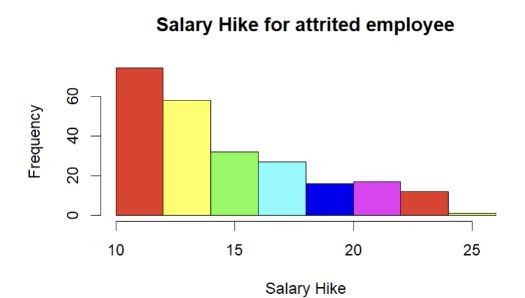 Salary Hike for attrited employee
Frequency
60
40
20
0
10 15 20 25
Salary Hike